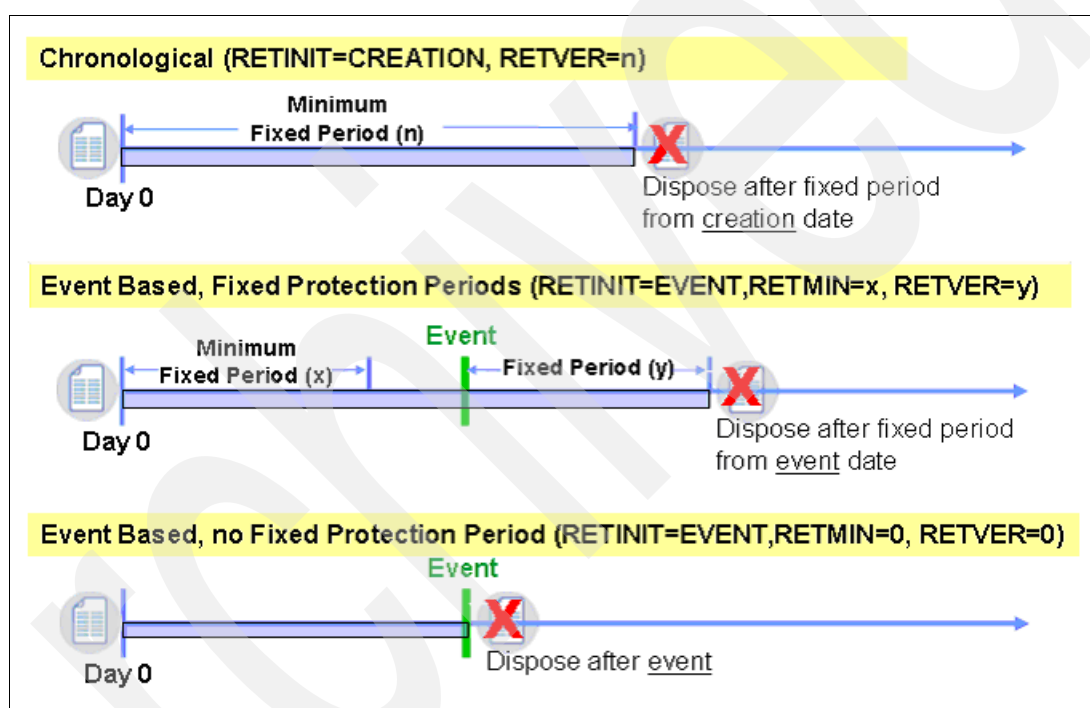 Chronological (RETINIT=CREATION, RETVER=n)
Minimum
Fixed Period (n)
Day 0
Dispose after fixed period
from creation date
Event Based, Fixed Protection Periods (RETINIT=EVENT,RETMIN=x, RETVER=y)
Event
Minimum
Fixed Period (x)
Fixed Period (y)
Day 0
Dispose after fixed period
from event date
Event Based, no Fixed Protection Period (RETINIT=EVENT,RETMIN=0, RETVER=0)
Event
Day 0
Dispose after event